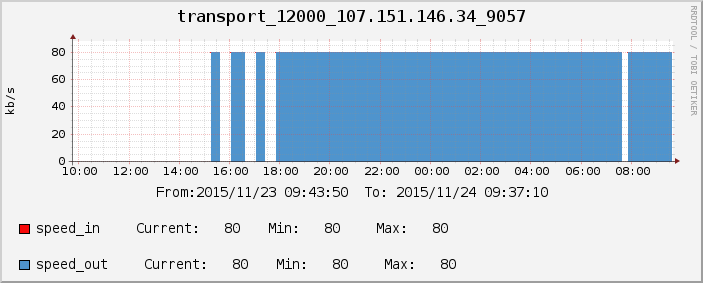 transport_12000_107.151.146.34_9057
RRDTOOL / TOBI OETIKER
kb/s
80
60
40
20
0
10:00 12:00 14:00 16:00 18:00 20:00 22:00 00:00 02:00 04:00 06:00 08:00
From:2015/11/23 09:43:50 To: 2015/11/24 09:37:10
speed_in Current: 80 Min: 80 Max: 80
speed_out Current: 80 Min: 80 Max: 80